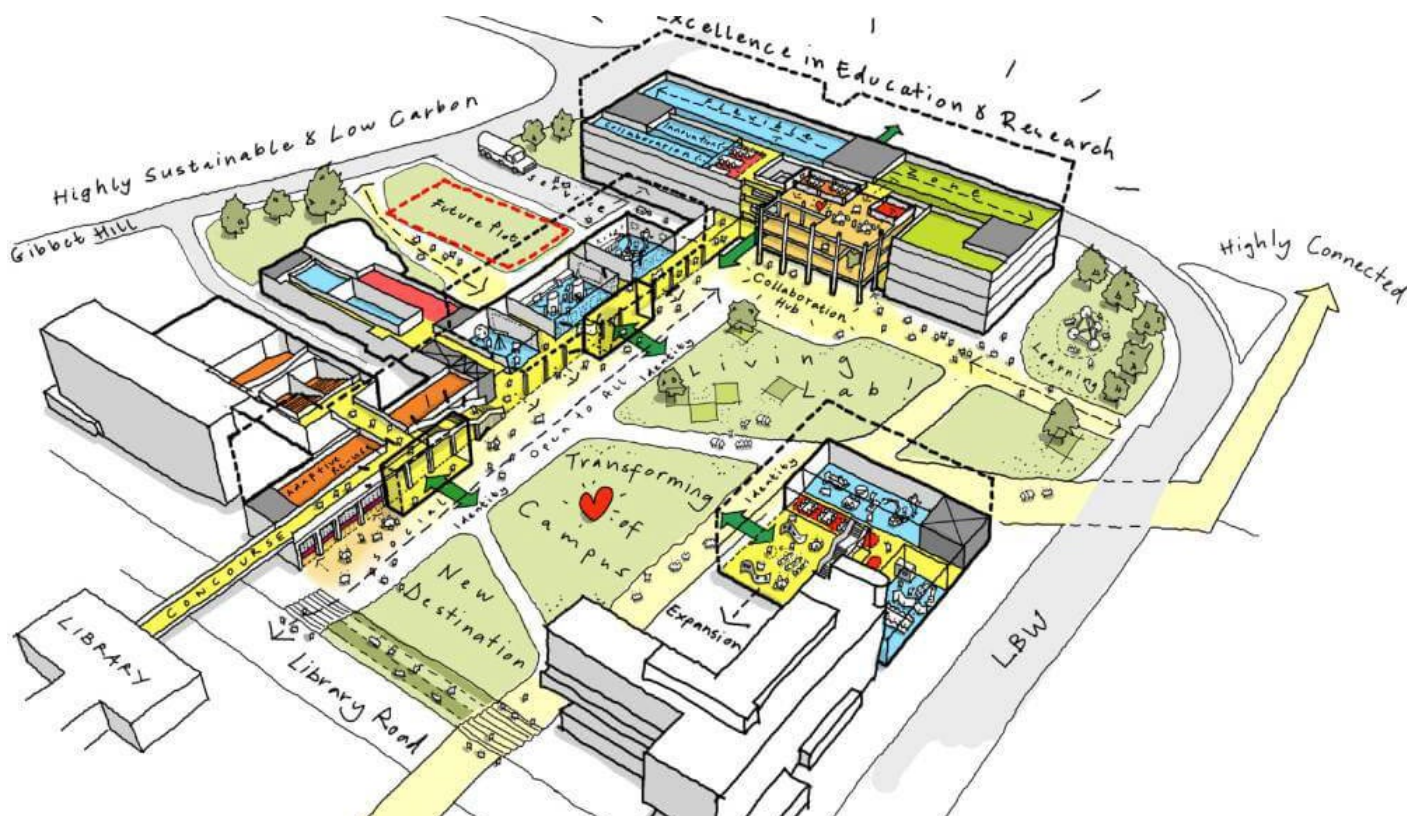 Excellence in Education & Research
Highly Sustainable & Low Carbon
Gibbet Hill
Flexible
Zone
Innovation
Collaboration
Service
Future Plot
Highly Connected
Collaboration
Hub
Learning
Living
Lab!
OPEN TO ALL
Identity
Transforming
of
Campus
Identity
Identity
Adaptive
Re-use
New
Destination
Expansion
CONCOURSE
LIBRARY
Library Road
LBW